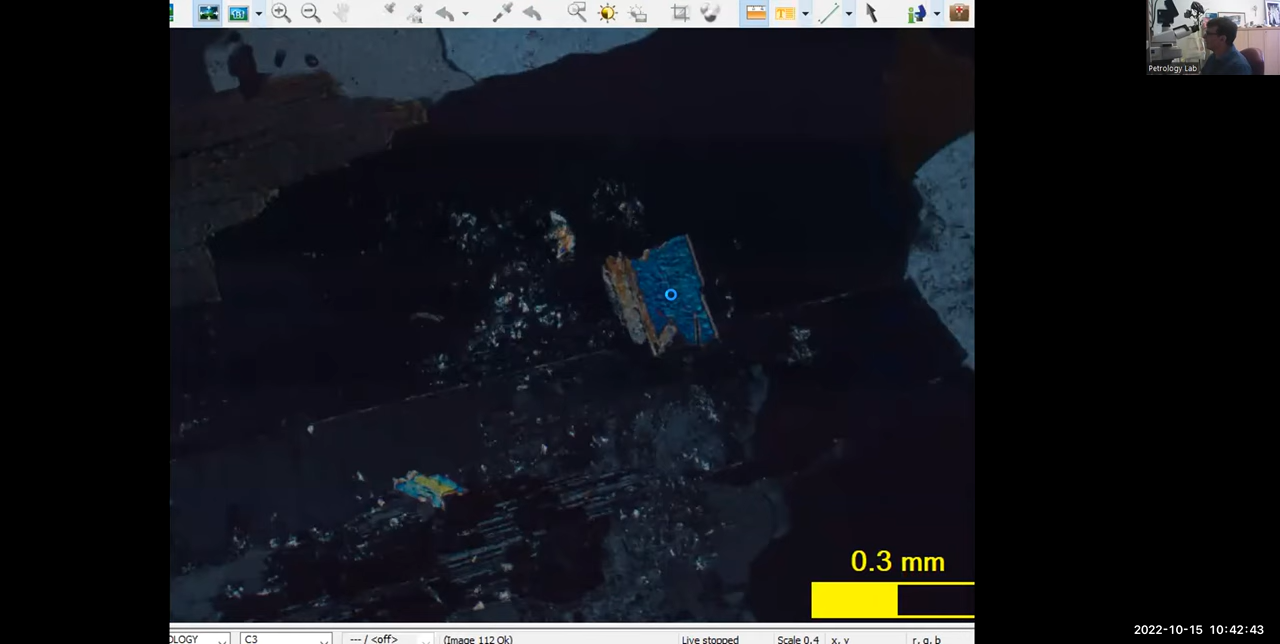 Petrology Lab
0.3 mm
2022-10-15 10:42:43
OLOGY
C3
--- / <off>
(Image 112 Ok)
Live stopped
Scale 0.4
x, y
r, g, b